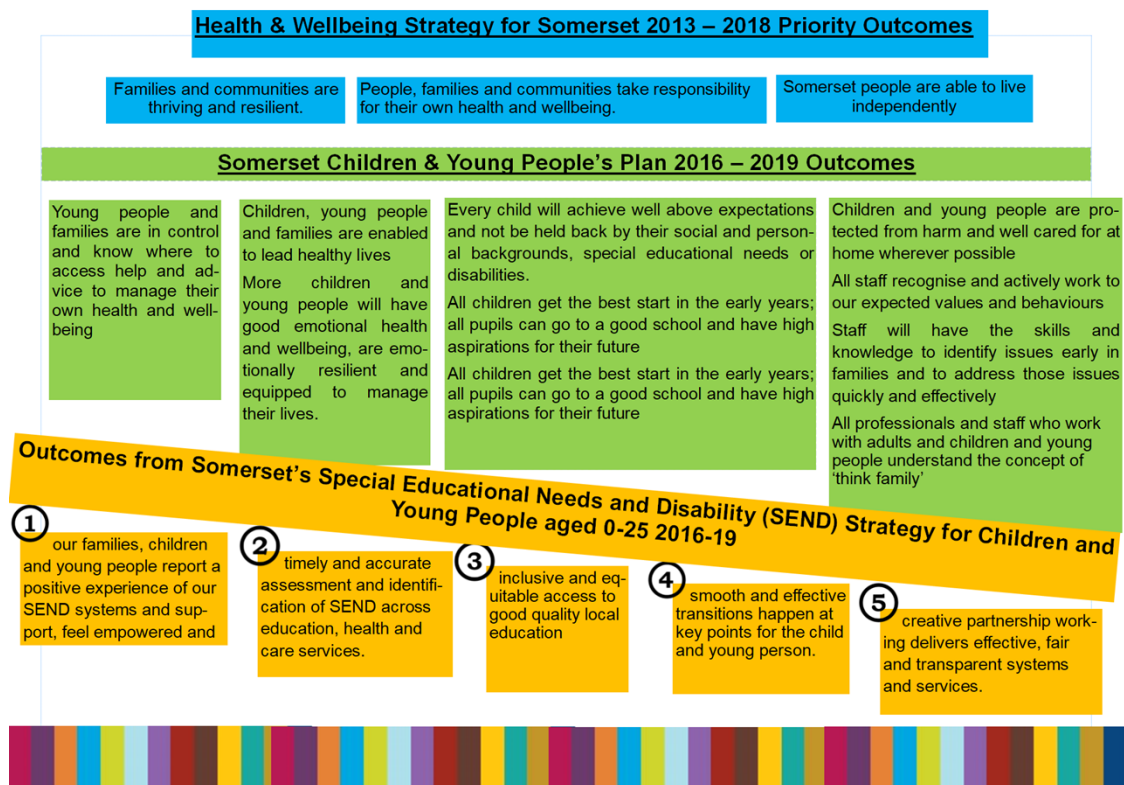 Health & Wellbeing Strategy for Somerset 2013 – 2018 Priority Outcomes
Families and communities are
thriving and resilient.
People, families and communities take responsibility
for their own health and wellbeing.
Somerset people are able to live
independently
Somerset Children & Young People's Plan 2016 – 2019 Outcomes
Young people and
families are in control
and know where to
access help and ad-
vice to manage their
own health and well-
being
Children, young people
and families are enabled
to lead healthy lives
More children and
young people will have
good emotional health
and wellbeing, are emo-
tionally resilient and
equipped to manage
their lives.
Every child will achieve well above expectations
and not be held back by their social and person-
al backgrounds, special educational needs or
disabilities.
All children get the best start in the early years;
all pupils can go to a good school and have high
aspirations for their future
All children get the best start in the early years;
all pupils can go to a good school and have high
aspirations for their future
Children and young people are pro-
tected from harm and well cared for at
home wherever possible
All staff recognise and actively work to
our expected values and behaviours
Staff will have the skills and
knowledge to identify issues early in
families and to address those issues
quickly and effectively
All professionals and staff who work
with adults and children and young
people understand the concept of
'think family'
Outcomes from Somerset's Special Educational Needs and Disability (SEND) Strategy for Children and
Young People aged 0-25 2016-19
1
our families, children
and young people report a
positive experience of our
SEND systems and sup-
port, feel empowered and
2
timely and accurate
assessment and identifi-
cation of SEND across
education, health and
care services.
3
inclusive and eq-
uitable access to
good quality local
education
4
smooth and effective
transitions happen at
key points for the child
and young person.
5
creative partnership work-
ing delivers effective, fair
and transparent systems
and services.